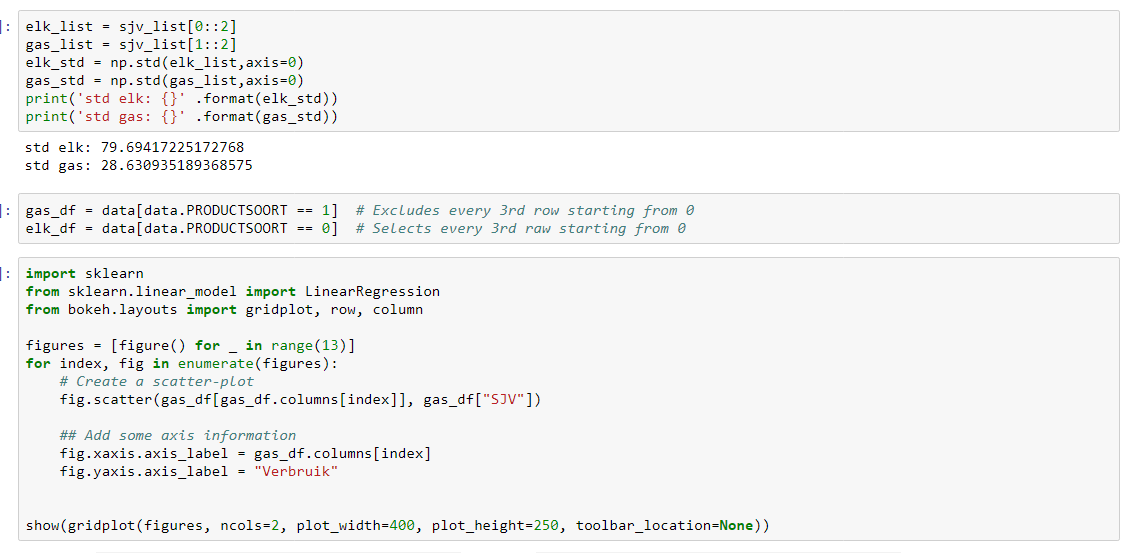 ]: elk_list = sjv_list[0::2]
gas_list = sjv_list[1::2]
elk_std = np.std(elk_list,axis=0)
gas_std = np.std(gas_list,axis=0)
print('std elk: {}' .format(elk_std))
print('std gas: {}' .format(gas_std))
std elk: 79.69417225172768
std gas: 28.630935189368575
]: gas_df = data[data.PRODUCTSOORT == 1]  # Excludes every 3rd row starting from 0
elk_df = data[data.PRODUCTSOORT == 0]  # Selects every 3rd raw starting from 0
]: import sklearn
from sklearn.linear_model import LinearRegression
from bokeh.layouts import gridplot, row, column
figures = [figure() for _ in range(13)]
for index, fig in enumerate(figures):
    # Create a scatter-plot
    fig.scatter(gas_df[gas_df.columns[index]], gas_df["SJV"])
    ## Add some axis information
    fig.xaxis.axis_label = gas_df.columns[index]
    fig.yaxis.axis_label = "Verbruik"
show(gridplot(figures, ncols=2, plot_width=400, plot_height=250, toolbar_location=None))